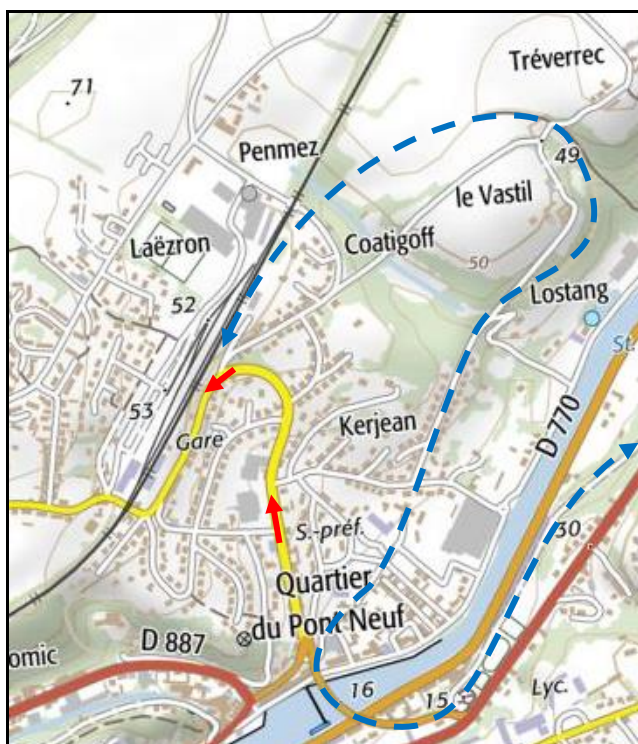 Tréverrec
71
Penmez
49
le Vastil
Laëzron
Coatigoff
50
Lostang
52
St.
53
Gare
Kerjean
D 770
S.-préf.
30
Quartier
du Pont Neuf
D 887
omic
16
15
Lyc.